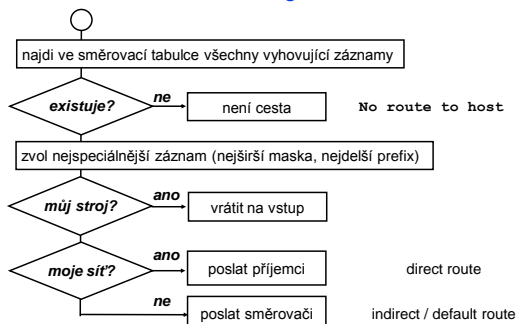 najdi ve směrovací tabulce všechny vyhovující záznamy
existuje?
ne
není cesta
No route to host
zvol nejspeciálnější záznam (nejširší maska, nejdelší prefix)
můj stroj?
ano
vrátit na vstup
moje síť?
ano
poslat příjemci
direct route
ne
poslat směrovači
indirect / default route